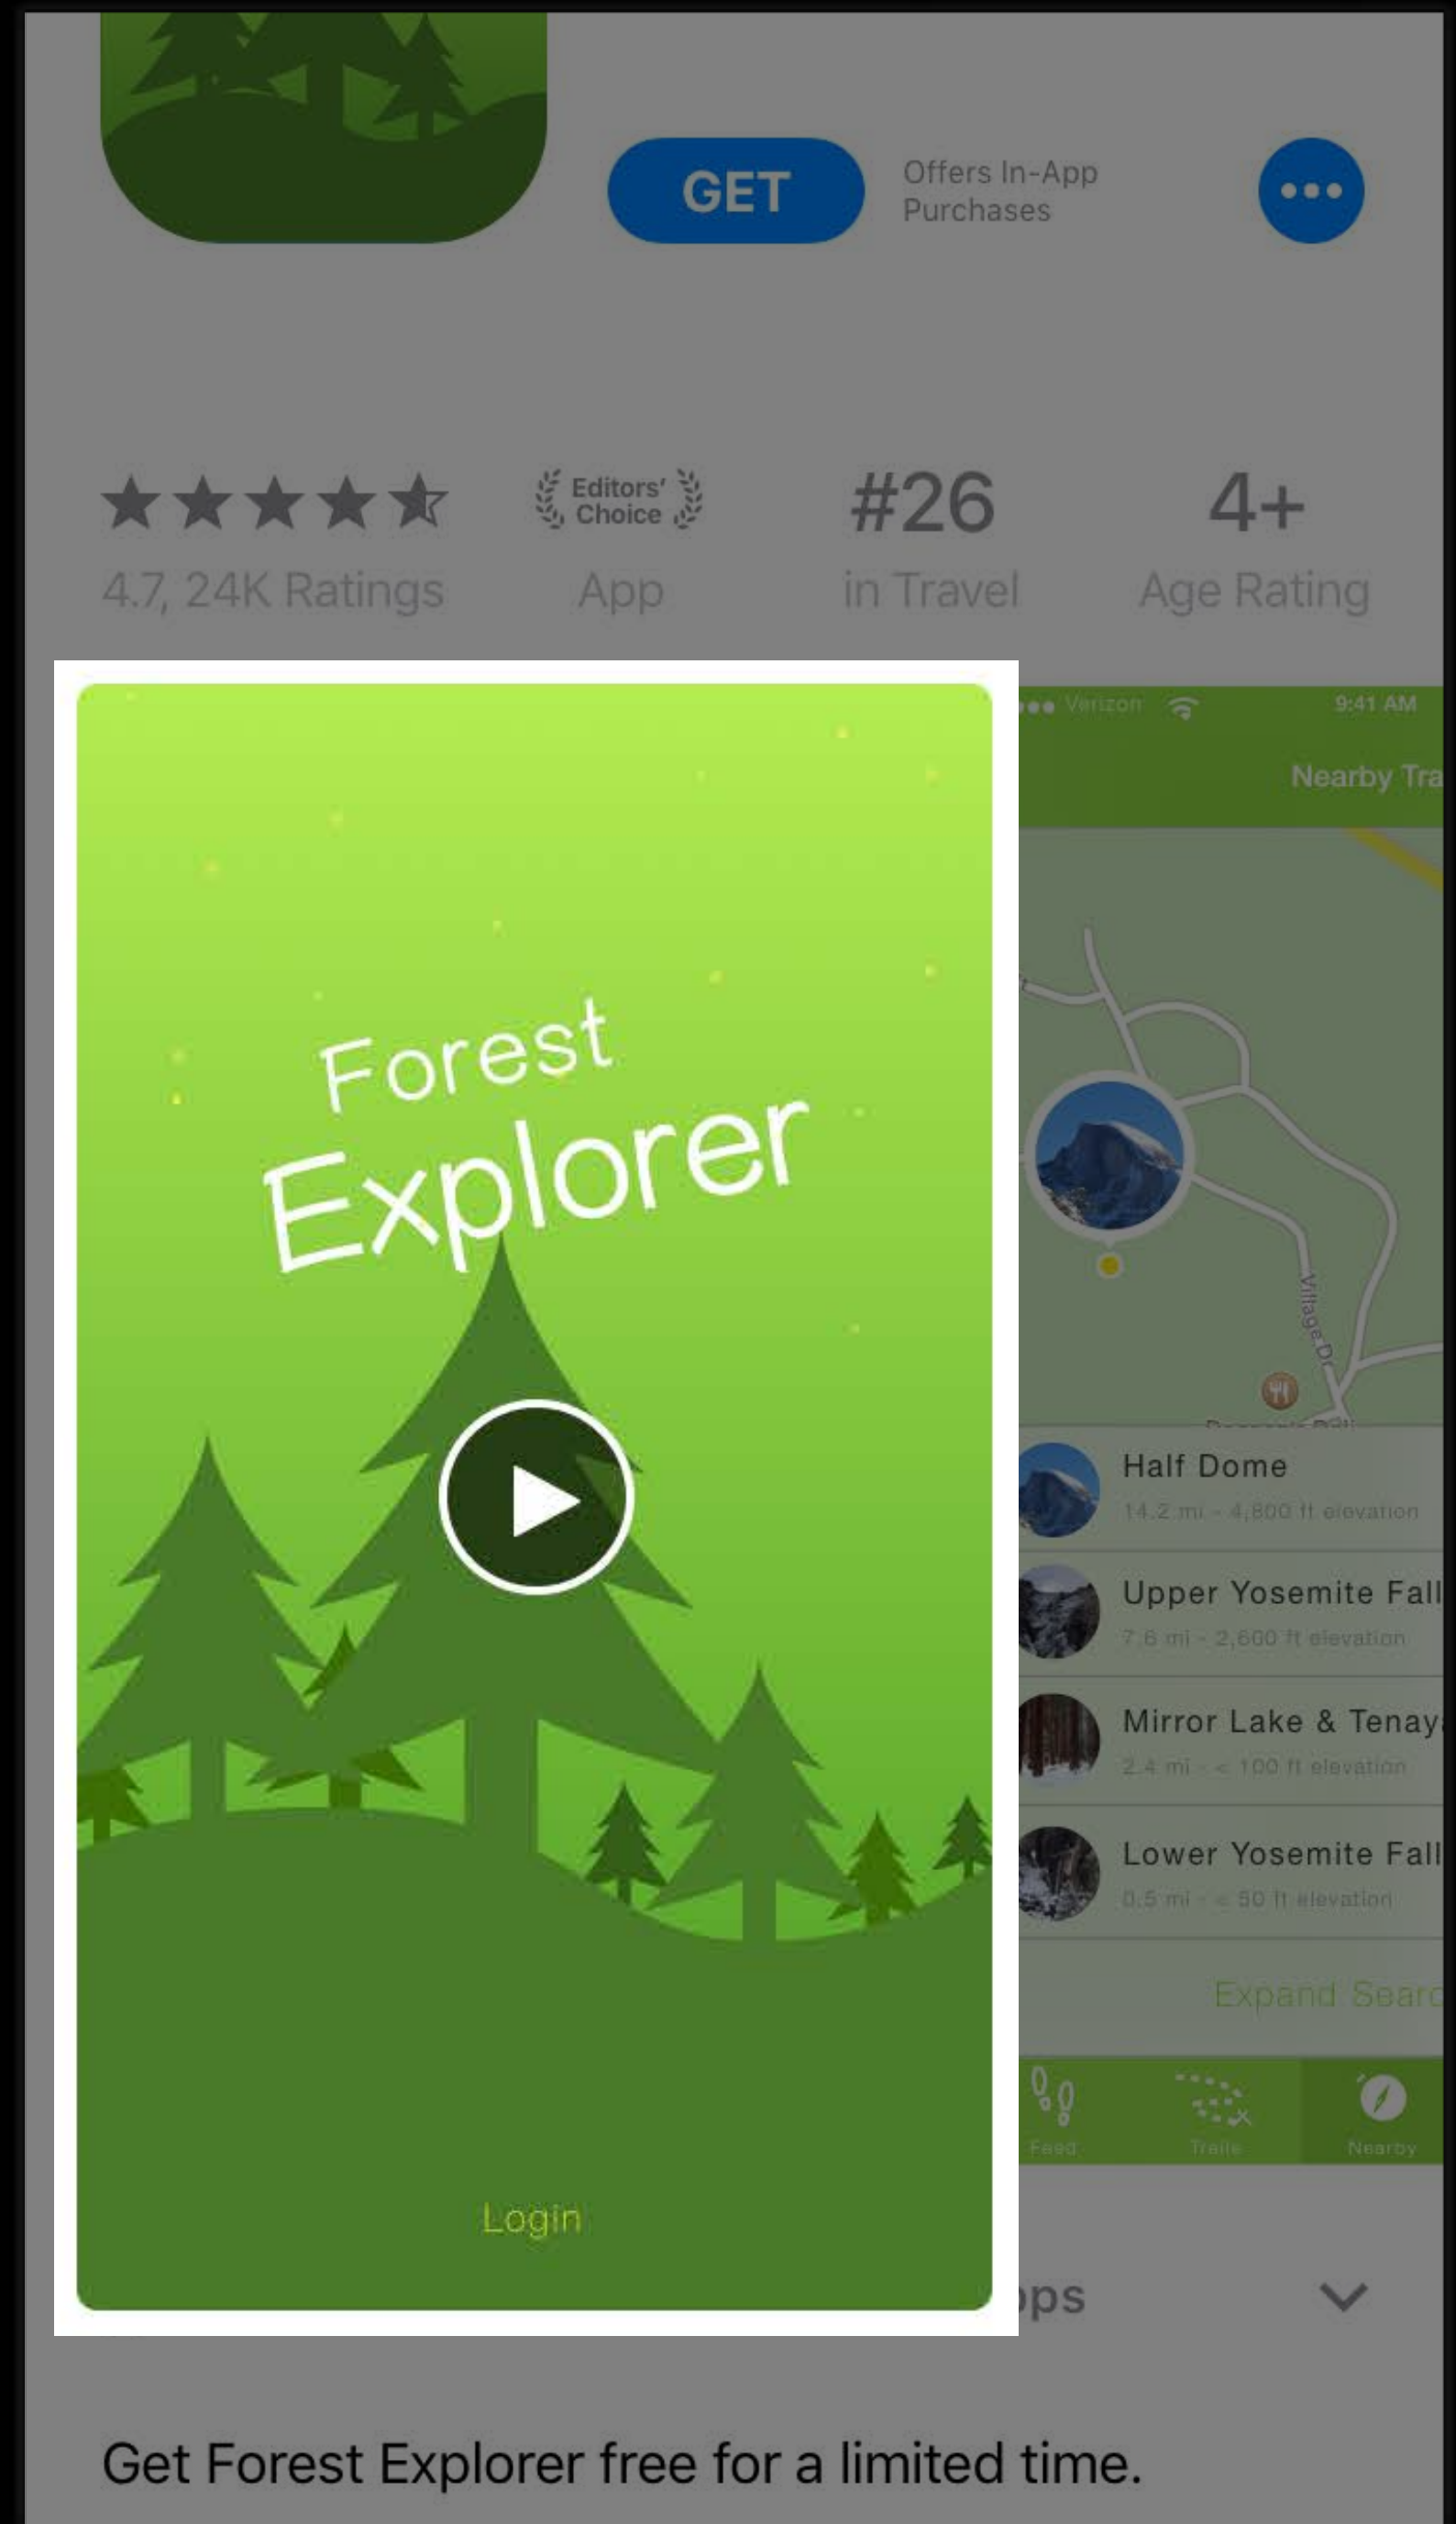 GET
Offers In-App
Purchases
Editors'
Choice
#26
4+
4.7, 24K Ratings
App
in Travel
Age Rating
Verizon
9:41 AM
Nearby Tra
Forest
Explorer
Village Dr
Half Dome
14.2 mi - 4,800 ft elevation
Upper Yosemite Fall
7.6 mi - 2,600 ft elevation
Mirror Lake & Tenay
2.4 mi - < 100 ft elevation
Lower Yosemite Fall
0.5 mi - < 50 ft elevation
Expand Searc
Feed
Trails
Nearby
Login
pps
Get Forest Explorer free for a limited time.